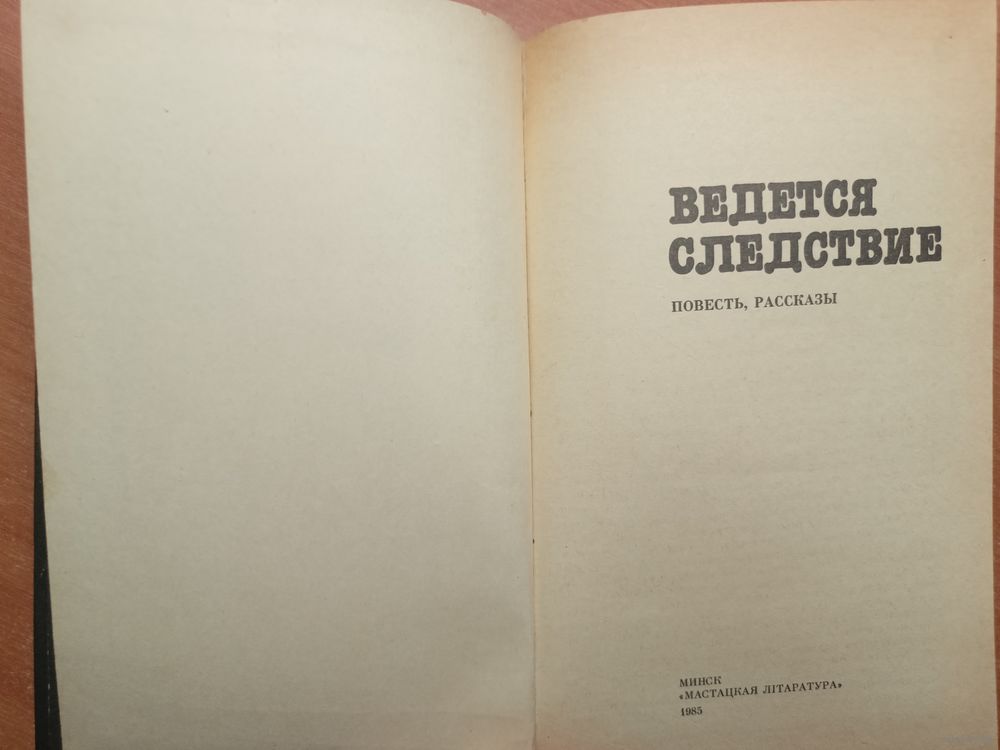 ВЕДЕТСЯ
СЛЕДСТВИЕ
ПОВЕСТЬ, РАССКАЗЫ
МИНСК
«МАСТАЦКАЯ ЛІТАРАТУРА»
1985